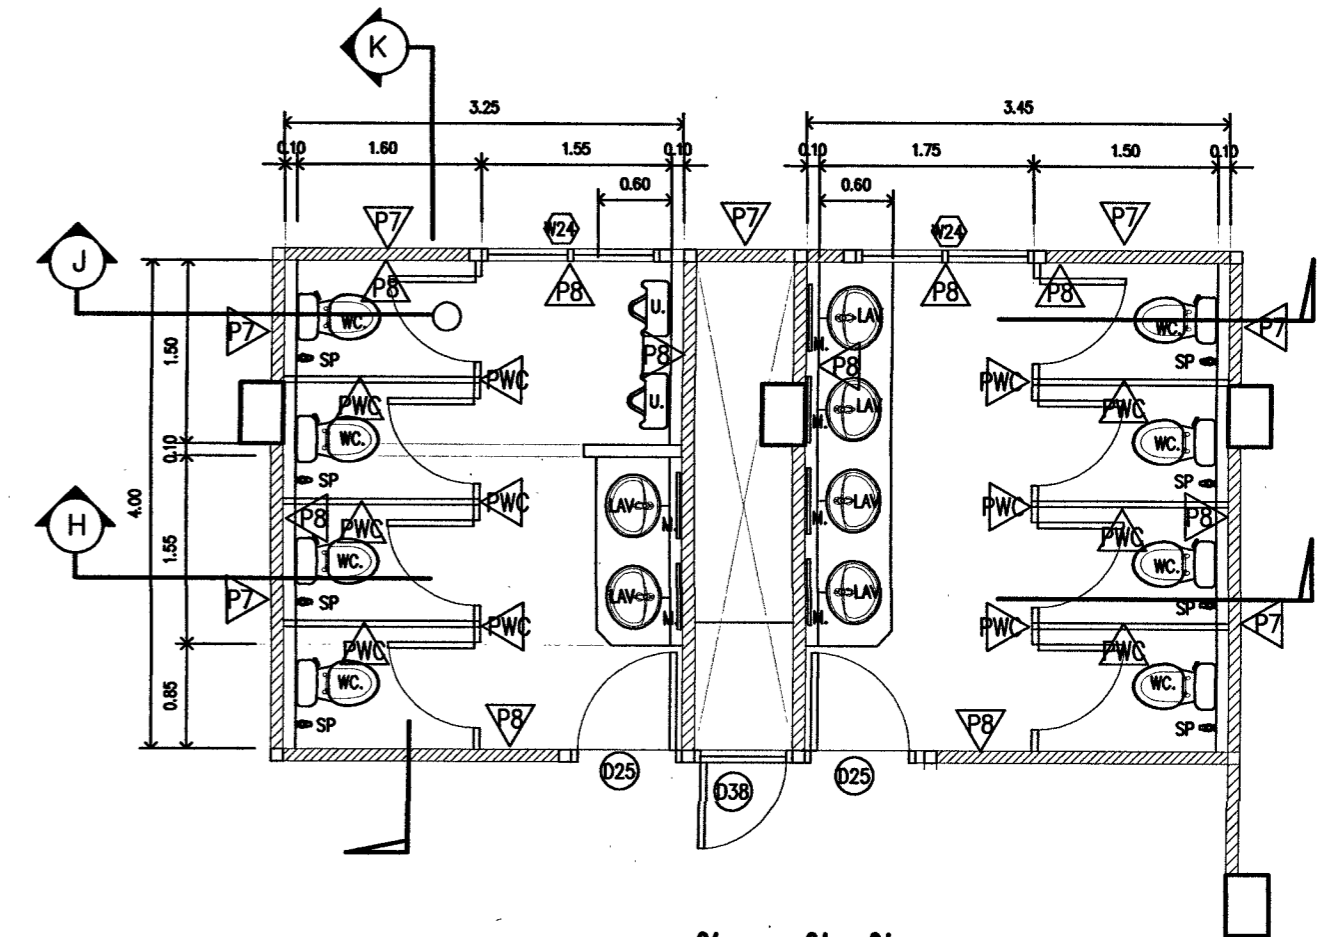 K
3.25 3.45
0.10 1.60 1.55 0.10 0.10 1.75 1.50 0.10
0.60 0.60
P7 W24 P7 W24 P7
J
P8 P8 P8 P8
WC. U. LAV WC.
P7 P7
M.
SP P8 P8 SP
1.50
PWC PWC
PWC U. LAV PWC
M.
WC. WC.
0.10
SP SP
4.00
PWC LAV LAV PWC
P8 M. M. P8
H PWC PWC
1.55 WC. WC.
P7 SP LAV LAV SP
M. M.
PWC PWC P7
PWC PWC
WC. WC.
0.85
SP P8 P8 SP
D25 D38 D25